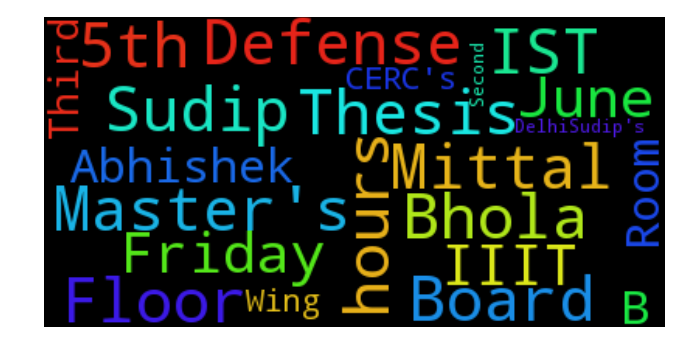 Third
5th
Defense
Second
IST
CERC's
June
Sudip
Thesis
DelhiSudip's
Abhishek
hours
Mittal
Room
Master's
Bhola
Friday
IIIT
Floor
Wing
Board
B